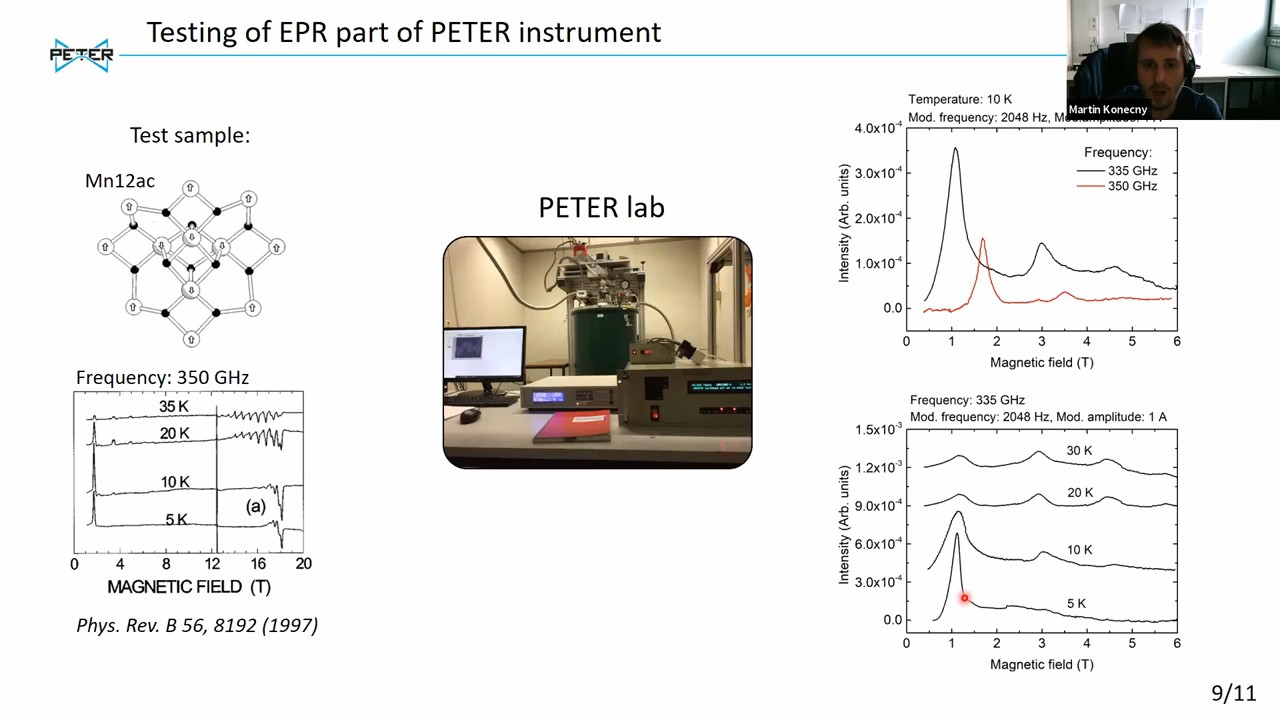 Testing of EPR part of PETER instrument
PETER
Martin Konecny
Test sample:
Mn12ac
Frequency: 350 GHz
35 K
20 K
10 K
5 K
(a)
0 4 8 12 16 20
MAGNETIC FIELD (T)
Phys. Rev. B 56, 8192 (1997)
PETER lab
Temperature: 10 K
Mod. frequency: 2048 Hz, Mod.
4.0x10-4
3.0x10-4
2.0x10-4
1.0x10-4
0.0
Intensity (Arb. units)
Frequency:
335 GHz
350 GHz
0 1 2 3 4 5 6
Magnetic field (T)
Frequency: 335 GHz
Mod. frequency: 2048 Hz, Mod. amplitude: 1 A
1.5x10-3
1.2x10-3
9.0x10-4
6.0x10-4
3.0x10-4
0.0
Intensity (Arb. units)
30 K
20 K
10 K
5 K
0 1 2 3 4 5 6
Magnetic field (T)
9/11